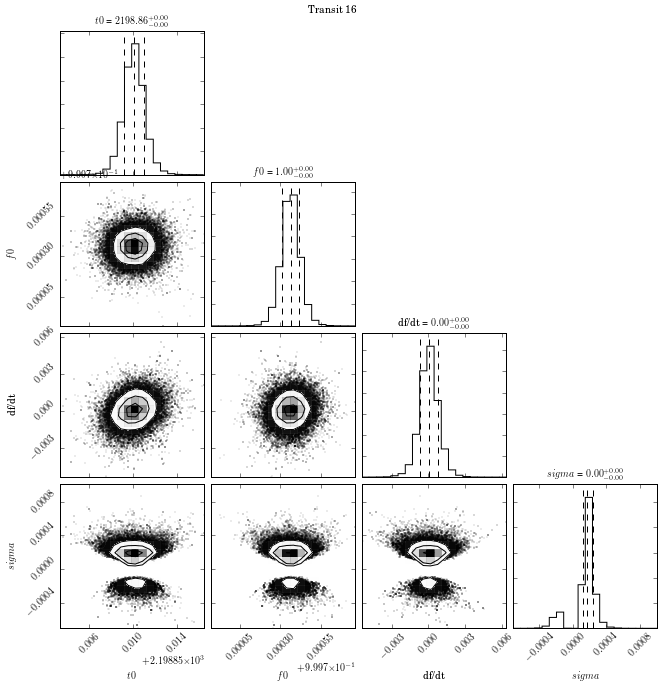 Transit 16
t0 = 2198.86+0.00−0.00
+9.997×10−1
f0 = 1.00+0.00−0.00
f0
0.00055
0.00030
0.00005
df/dt = 0.00+0.00−0.00
df/dt
0.006
0.003
0.000
−0.003
sigma = 0.00+0.00−0.00
sigma
0.0008
0.0004
0.0000
−0.0004
0.006 0.010 0.014 0.00005 0.00030 0.00055 −0.003 0.000 0.003 0.006 −0.0004 0.0000 0.0004 0.0008
+2.19885×103 +9.997×10−1
t0 f0 df/dt sigma